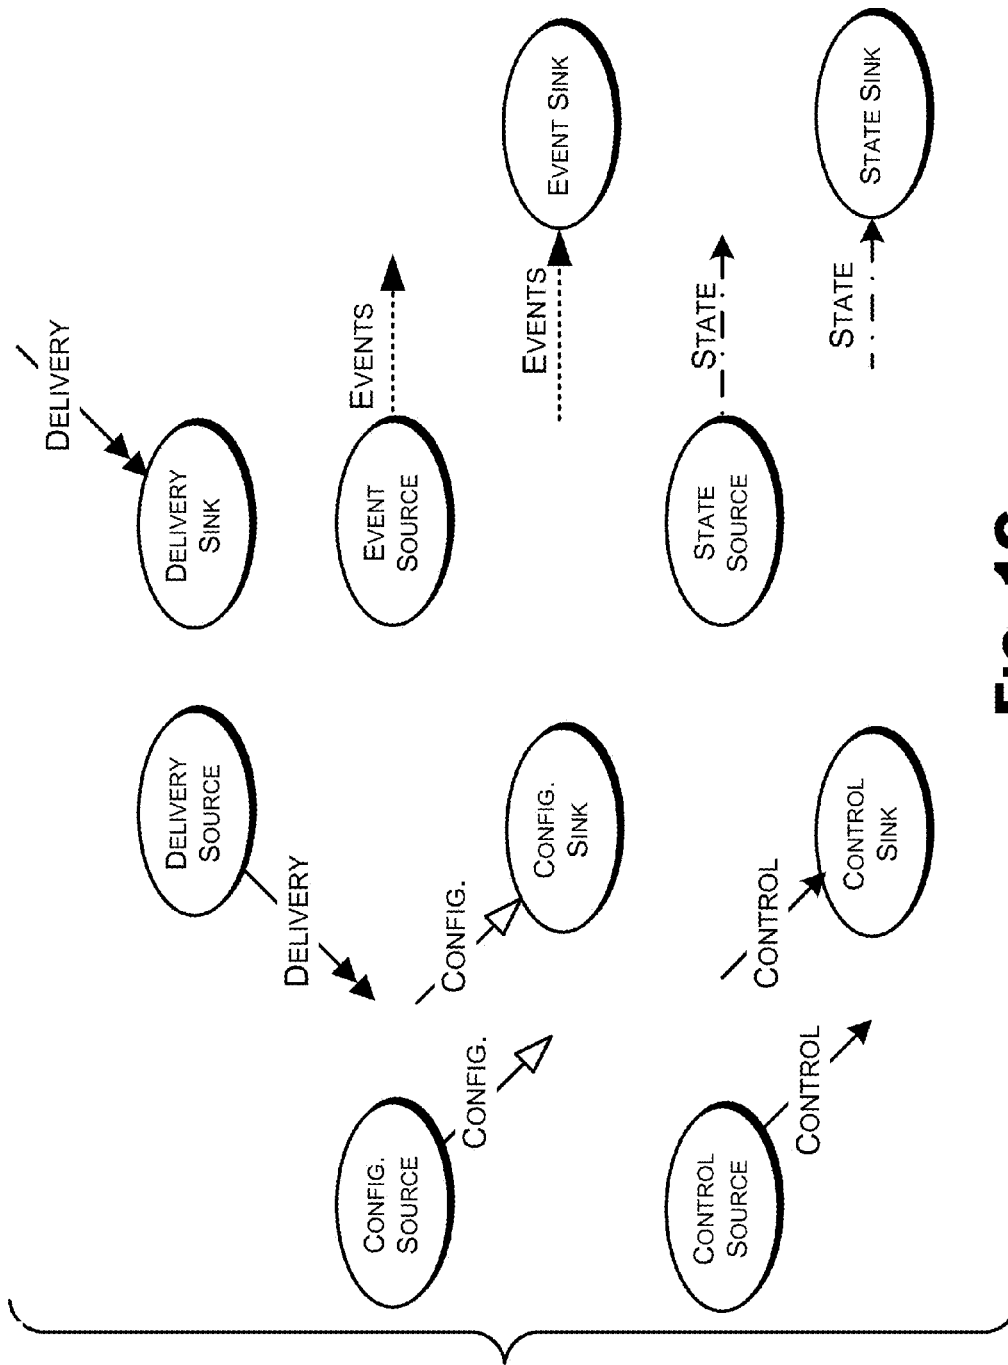 DELIVERY
DELIVERY
SOURCE
DELIVERY
SINK
DELIVERY
EVENTS
CONFIG.
SOURCE
EVENT
SOURCE
CONFIG.
CONFIG.
EVENTS
CONFIG.
SINK
EVENT SINK
STATE
CONTROL
SOURCE
STATE
SOURCE
CONTROL
CONTROL
STATE
CONTROL
SINK
STATE SINK
Fig.